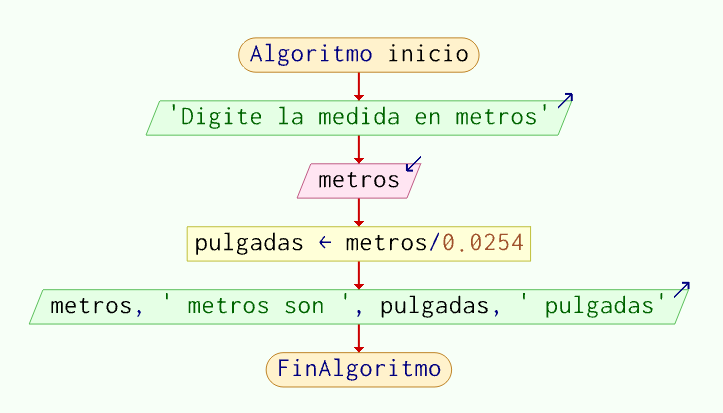 Algoritmo inicio
'Digite la medida en metros'
metros
pulgadas ← metros/0.0254
metros, ' metros son ', pulgadas, ' pulgadas'
FinAlgoritmo